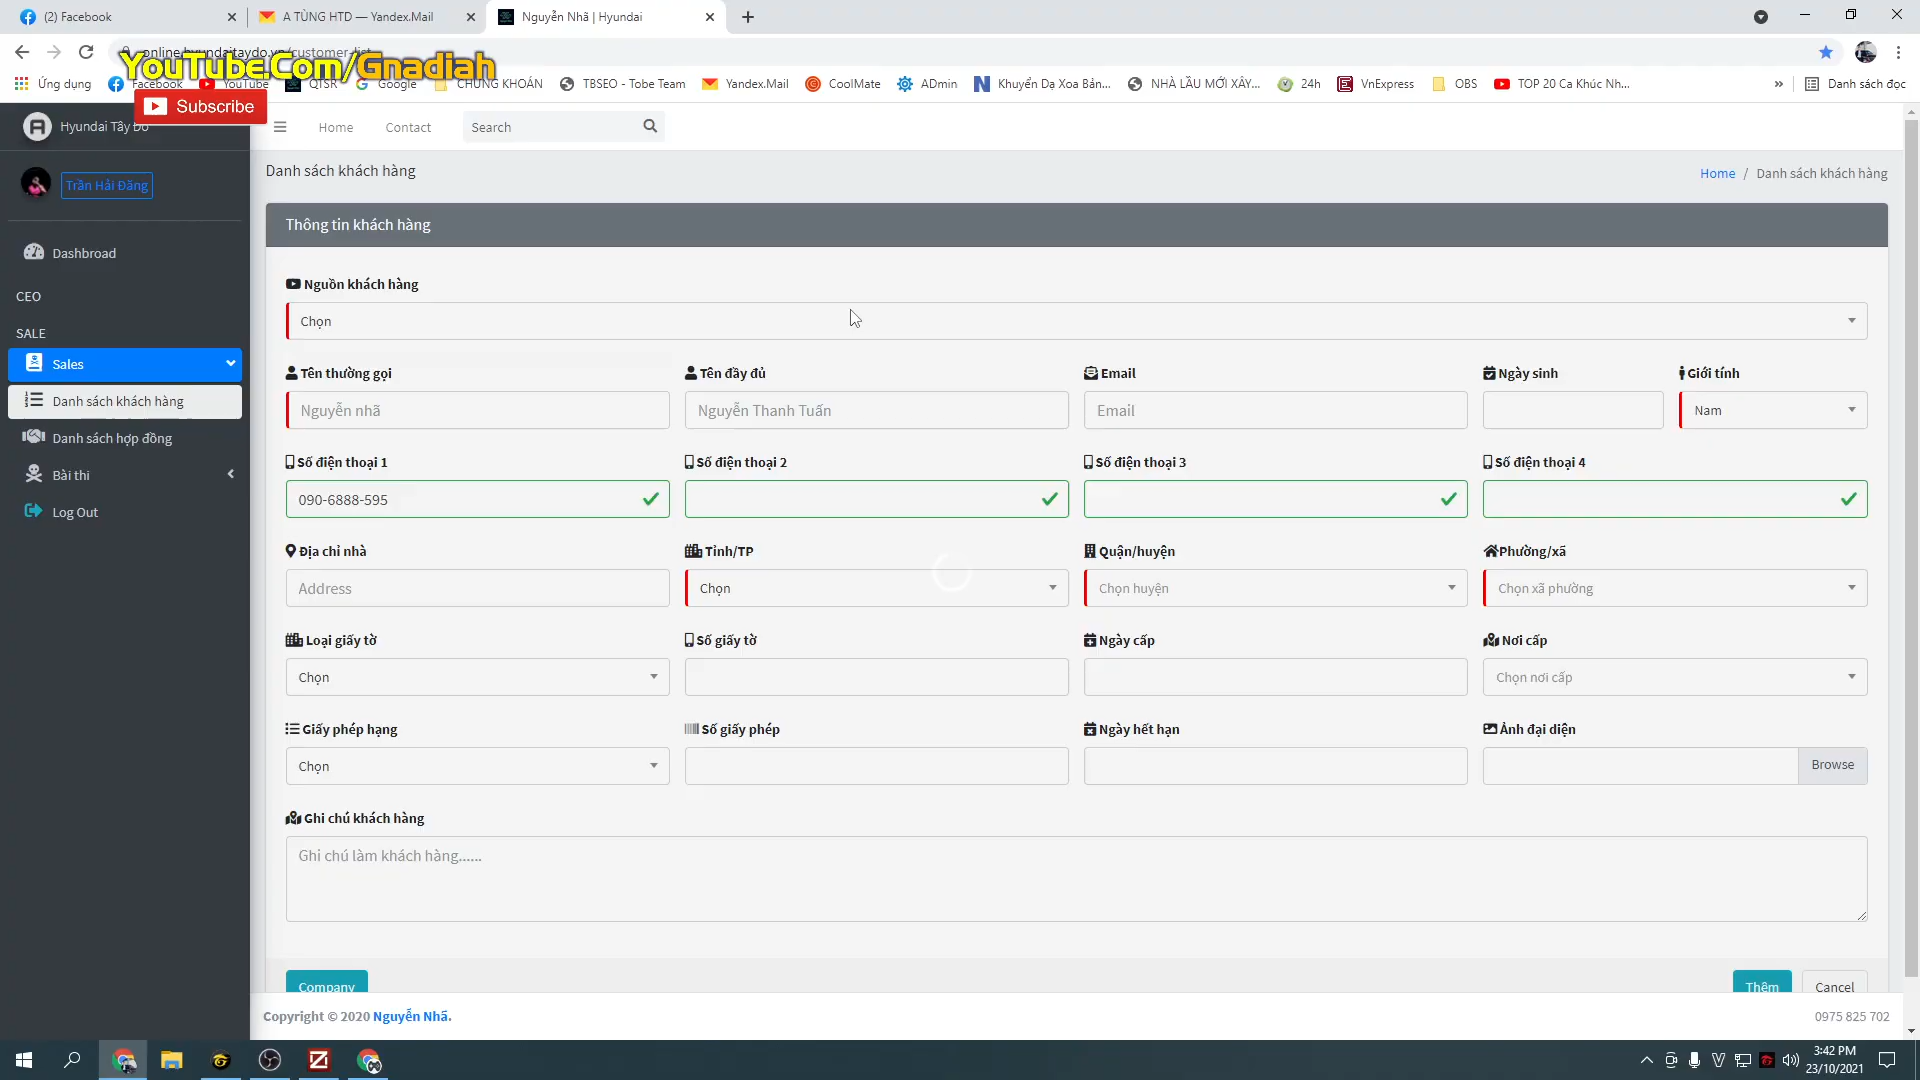 (2) Facebook
A TÙNG HTD — Yandex.Mail
Nguyễn Nhã | Hyundai
online.hyundaitaydo.vn/customer-list
YouTube.Com/Gnadiah
Ứng dụng
Facebook
YouTube
QTSR
Google
CHỨNG KHOÁN
TBSEO - Tobe Team
Yandex.Mail
CoolMate
ADmin
Khuyển Dạ Xoa Bản...
NHÀ LẦU MỚI XÂY...
24h
VnExpress
OBS
TOP 20 Ca Khúc Nh...
»
Danh sách đọc
Subscribe
Hyundai Tây Đô
Home
Contact
Search
Trần Hải Đăng
Danh sách khách hàng
Home / Danh sách khách hàng
Thông tin khách hàng
Dashbroad
CEO
SALE
Sales
Danh sách khách hàng
Danh sách hợp đồng
Bài thi
Log Out
Nguồn khách hàng
Chọn
Tên thường gọi
Tên đầy đủ
Email
Ngày sinh
Giới tính
Nguyễn nhã
Nguyễn Thanh Tuấn
Email
Nam
Số điện thoại 1
Số điện thoại 2
Số điện thoại 3
Số điện thoại 4
090-6888-595
Địa chỉ nhà
Tỉnh/TP
Quận/huyện
Phường/xã
Address
Chọn
Chọn huyện
Chọn xã phường
Loại giấy tờ
Số giấy tờ
Ngày cấp
Nơi cấp
Chọn
Chọn nơi cấp
Giấy phép hạng
Số giấy phép
Ngày hết hạn
Ảnh đại diện
Chọn
Browse
Ghi chú khách hàng
Ghi chú làm khách hàng......
Company
Thêm
Cancel
Copyright © 2020 Nguyễn Nhã.
0975 825 702
3:42 PM
23/10/2021